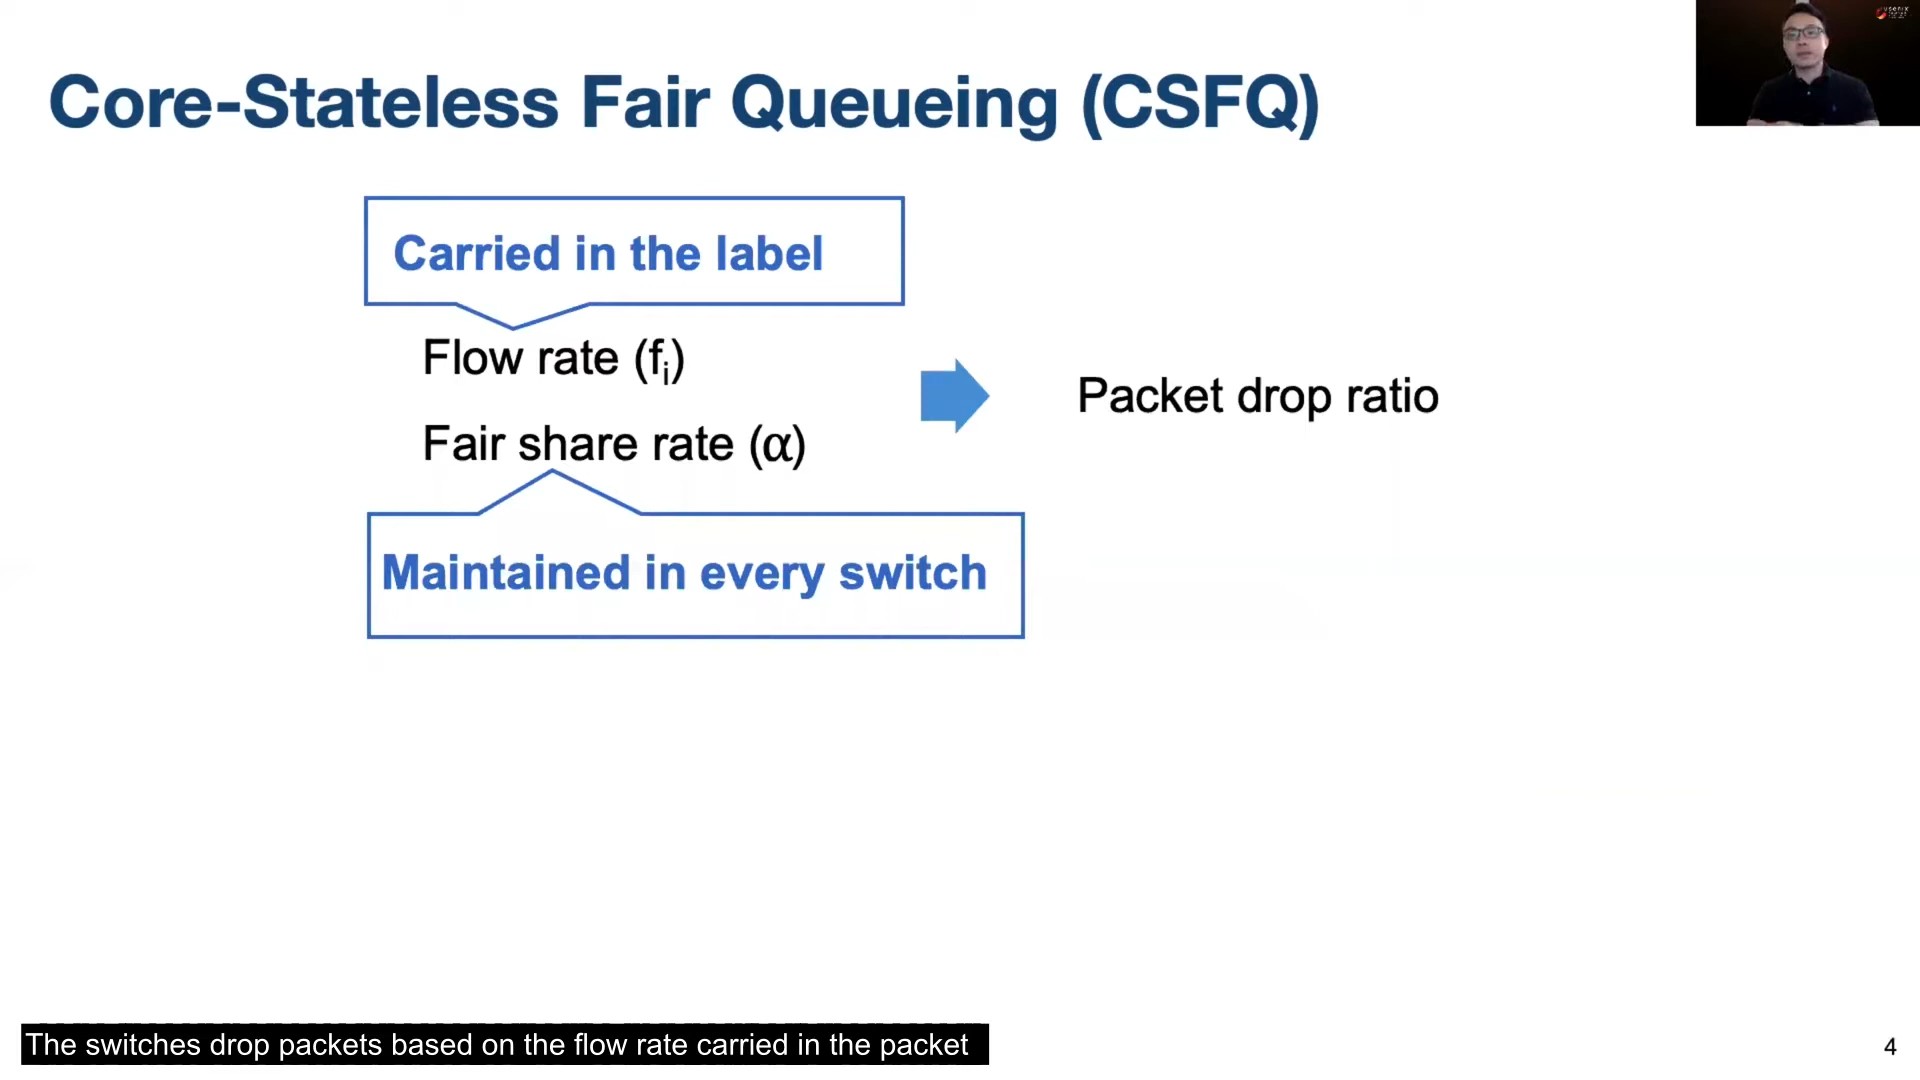 Core-Stateless Fair Queueing (CSFQ)
usenix
Carried in the label
Flow rate (fi)
Fair share rate (α)
Packet drop ratio
Maintained in every switch
The switches drop packets based on the flow rate carried in the packet
4